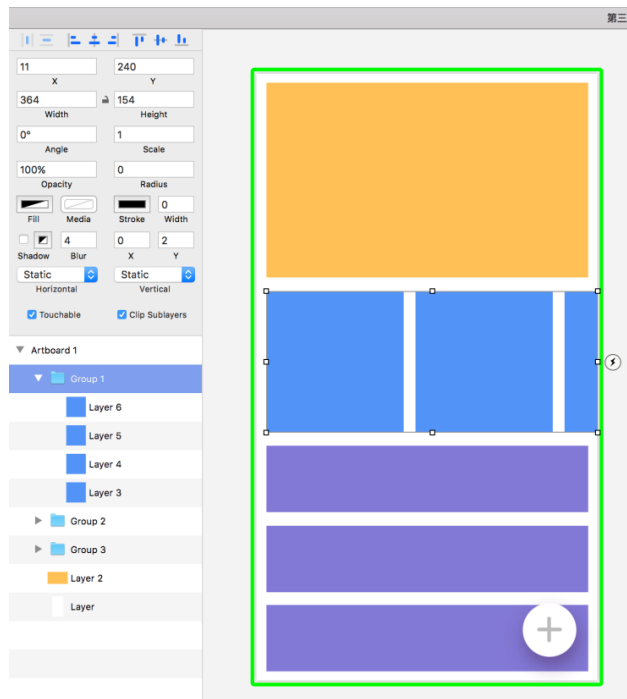 第三
11 240
X Y
364 154
Width Height
0° 1
Angle Scale
100% 0
Opacity Radius
0
Fill Media Stroke Width
4 0 2
Shadow Blur X Y
Static Static
Horizontal Vertical
Touchable Clip Sublayers
Artboard 1
Group 1
Layer 6
Layer 5
Layer 4
Layer 3
Group 2
Group 3
Layer 2
Layer